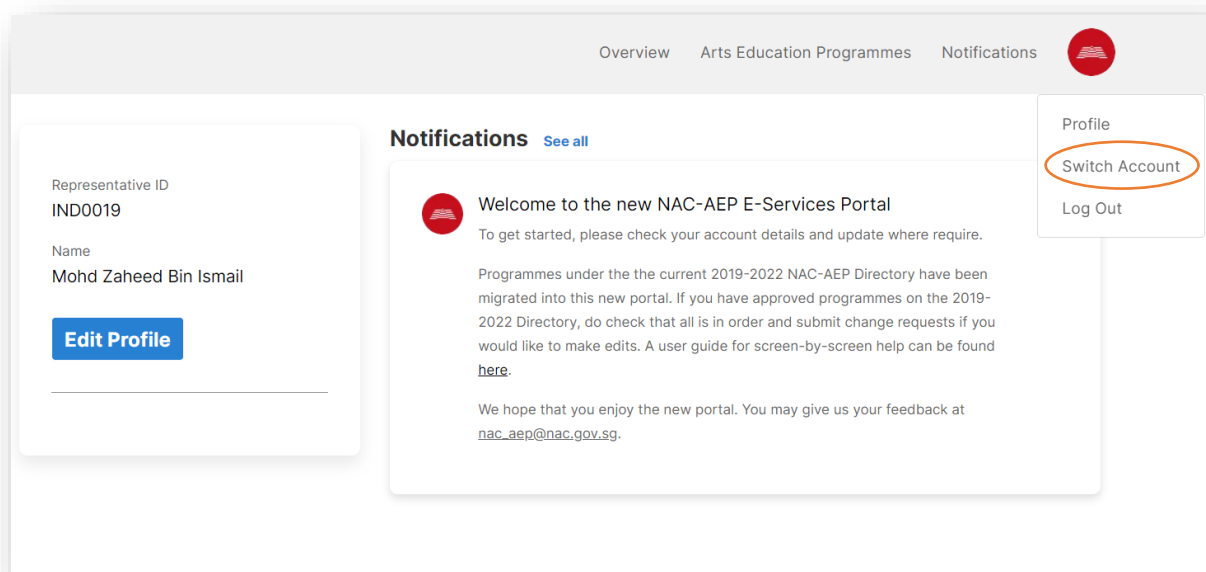 Overview
Arts Education Programmes
Notifications
Profile
Switch Account
Log Out
Representative ID
IND0019
Name
Mohd Zaheed Bin Ismail
Edit Profile
Notifications See all
Welcome to the new NAC-AEP E-Services Portal
To get started, please check your account details and update where require.
Programmes under the the current 2019-2022 NAC-AEP Directory have been
migrated into this new portal. If you have approved programmes on the 2019-
2022 Directory, do check that all is in order and submit change requests if you
would like to make edits. A user guide for screen-by-screen help can be found
here.
We hope that you enjoy the new portal. You may give us your feedback at
nac_aep@nac.gov.sg.